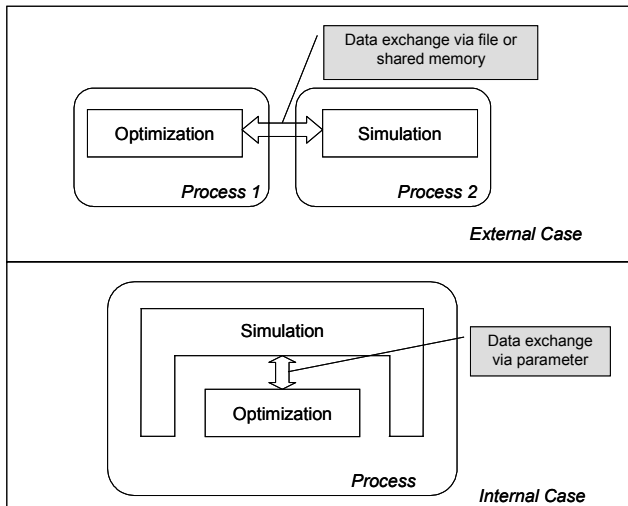 Data exchange via file or
shared memory
Optimization
Simulation
Process 1
Process 2
External Case
Simulation
Data exchange
via parameter
Optimization
Process
Internal Case